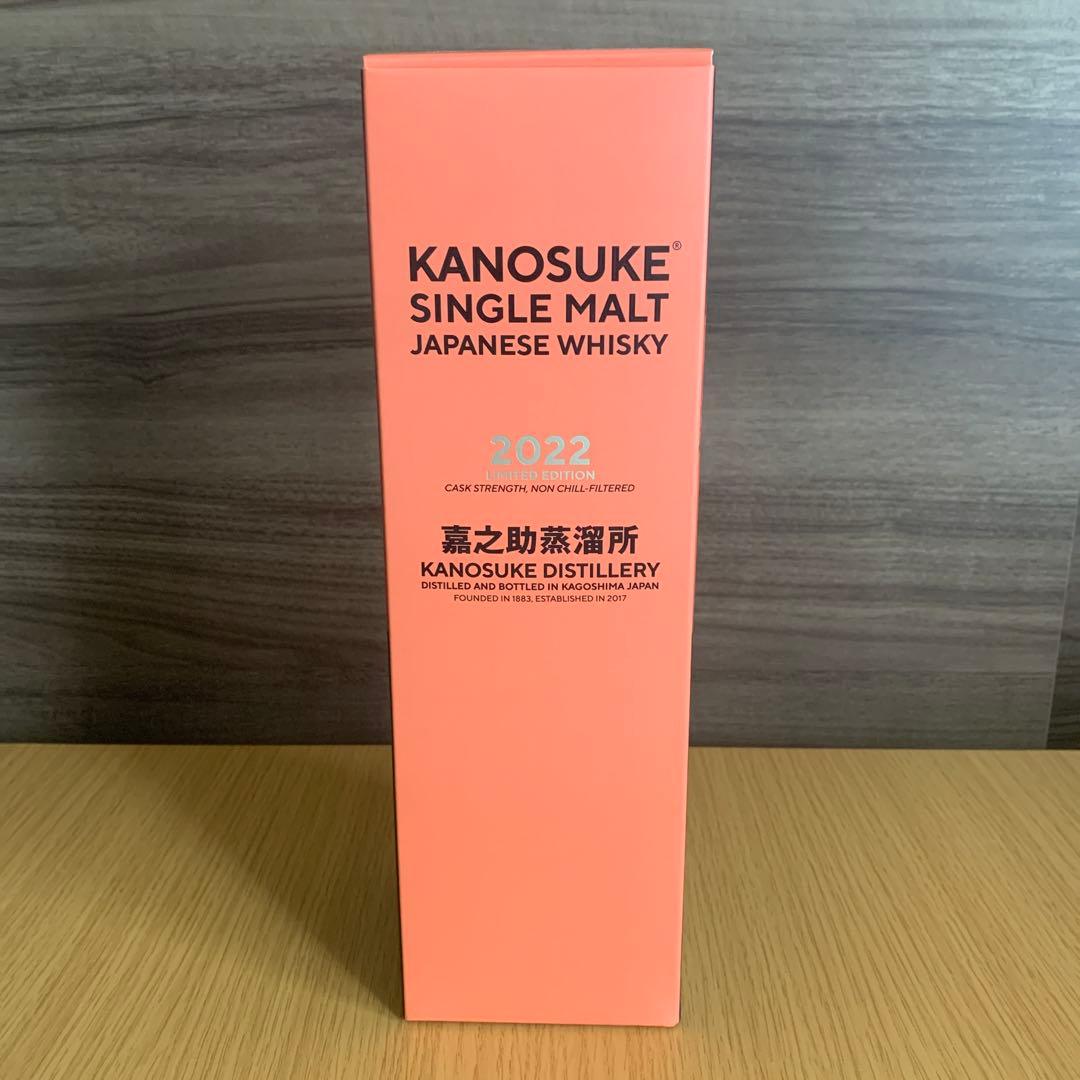 KANOSUKE®
SINGLE MALT
JAPANESE WHISKY
2022
LIMITED EDITION
CASK STRENGTH, NON CHILL-FILTERED
嘉之助蒸溜所
KANOSUKE DISTILLERY
DISTILLED AND BOTTLED IN KAGOSHIMA JAPAN
FOUNDED IN 1883, ESTABLISHED IN 2017